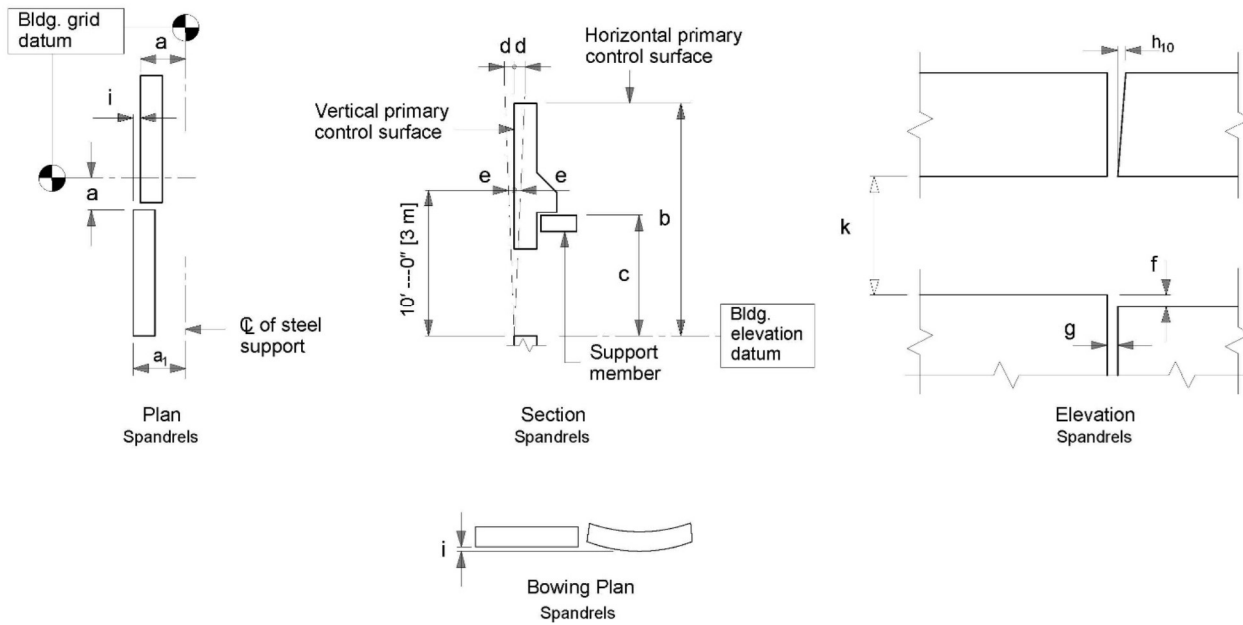 Bldg. grid
datum
a
i
a
℄ of steel
support
a₁
Plan
Spandrels
d d
Horizontal primary
control surface
Vertical primary
control surface
e e
b
10' ---0" [3 m]
c
Bldg.
elevation
datum
Support
member
Section
Spandrels
h₁₀
k
f
g
Elevation
Spandrels
i
Bowing Plan
Spandrels